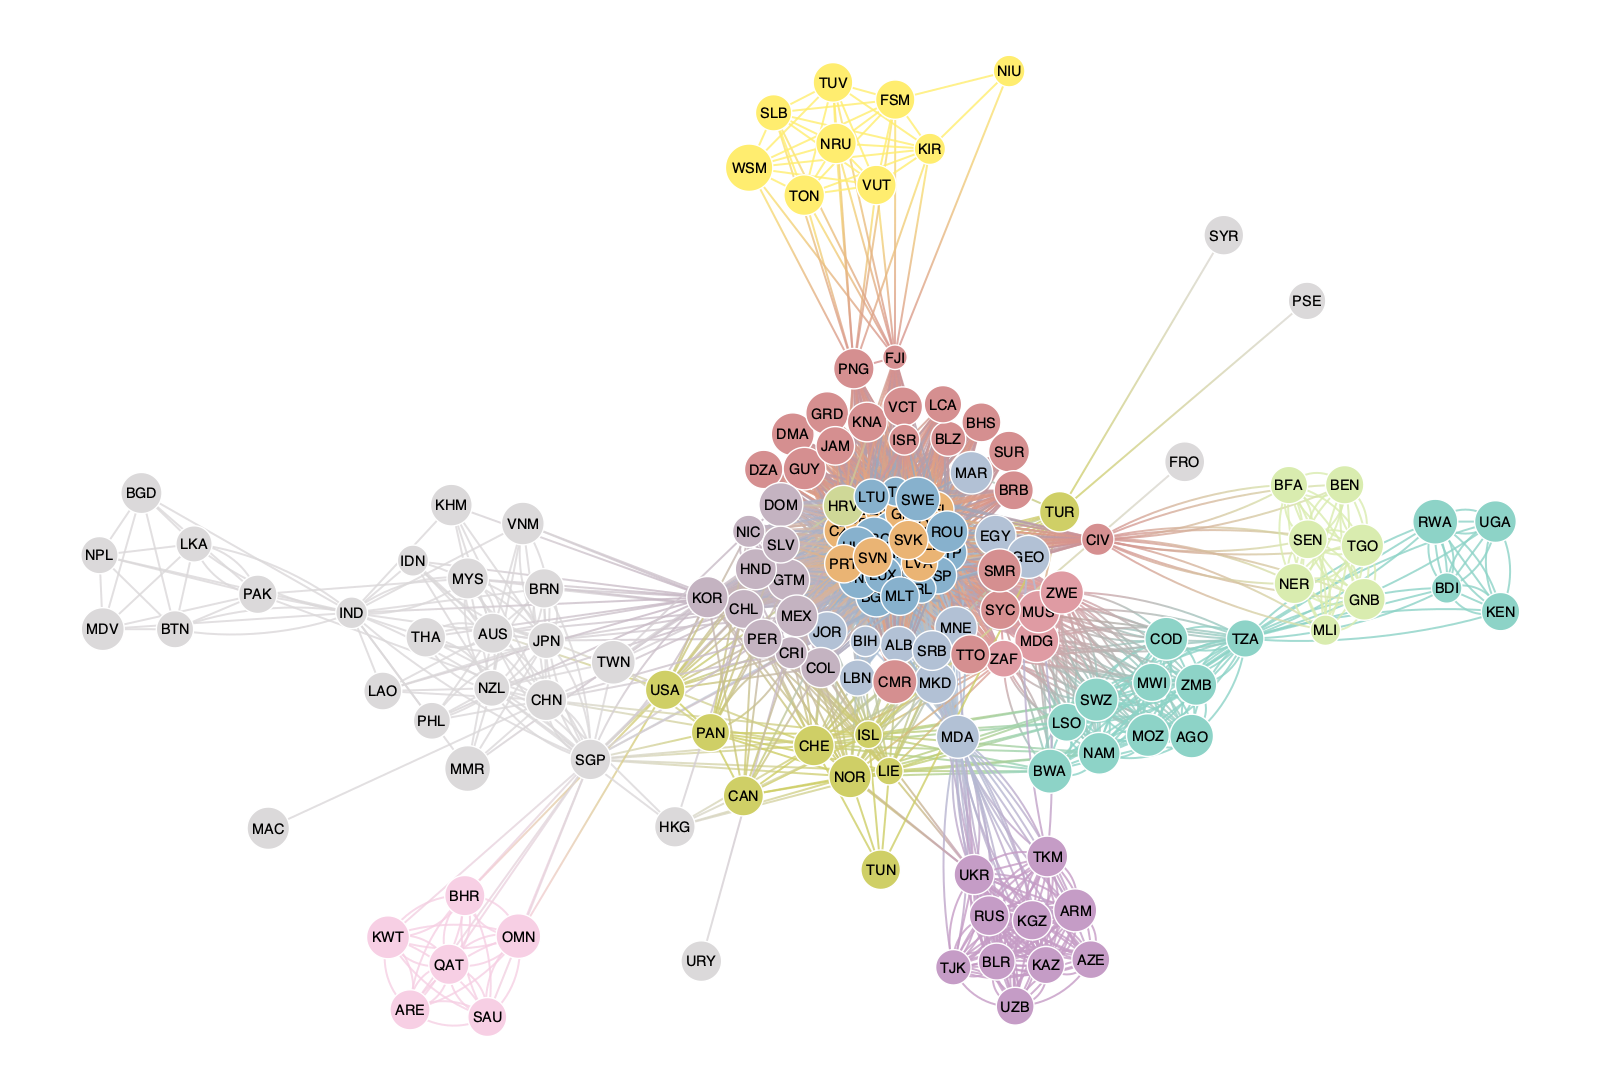 NIU
TUV
FSM
SLB
NRU
KIR
WSM
VUT
TON
SYR
PSE
FJI
PNG
LCA
VCT
GRD
KNA
BHS
DMA
ISR
BLZ
JAM
SUR
FRO
GUY
DZA
MAR
BFA
BEN
BRB
BGD
LTU
SWE
KHM
DOM
HRV
TUR
VNM
RWA
UGA
NIC
ROU
EGY
CIV
SVK
SEN
LKA
SLV
TGO
NPL
GEO
SVN
IDN
PRT
HND
SMR
MYS
GTM
NER
BRN
BDI
PAK
ZWE
MLT
KOR
GNB
CHL
SYC
MUS
IND
KEN
MEX
MDV
BTN
MNE
JOR
MLI
AUS
THA
PER
COD
TZA
JPN
BIH
MDG
ALB
SRB
CRI
TTO
ZAF
TWN
COL
LBN
CMR
MKD
MWI
ZMB
NZL
LAO
USA
CHN
SWZ
PHL
LSO
PAN
ISL
MOZ
AGO
MDA
CHE
NAM
SGP
MMR
LIE
BWA
NOR
CAN
MAC
HKG
TKM
TUN
UKR
BHR
ARM
RUS
KGZ
KWT
OMN
AZE
URY
BLR
QAT
KAZ
TJK
UZB
ARE
SAU